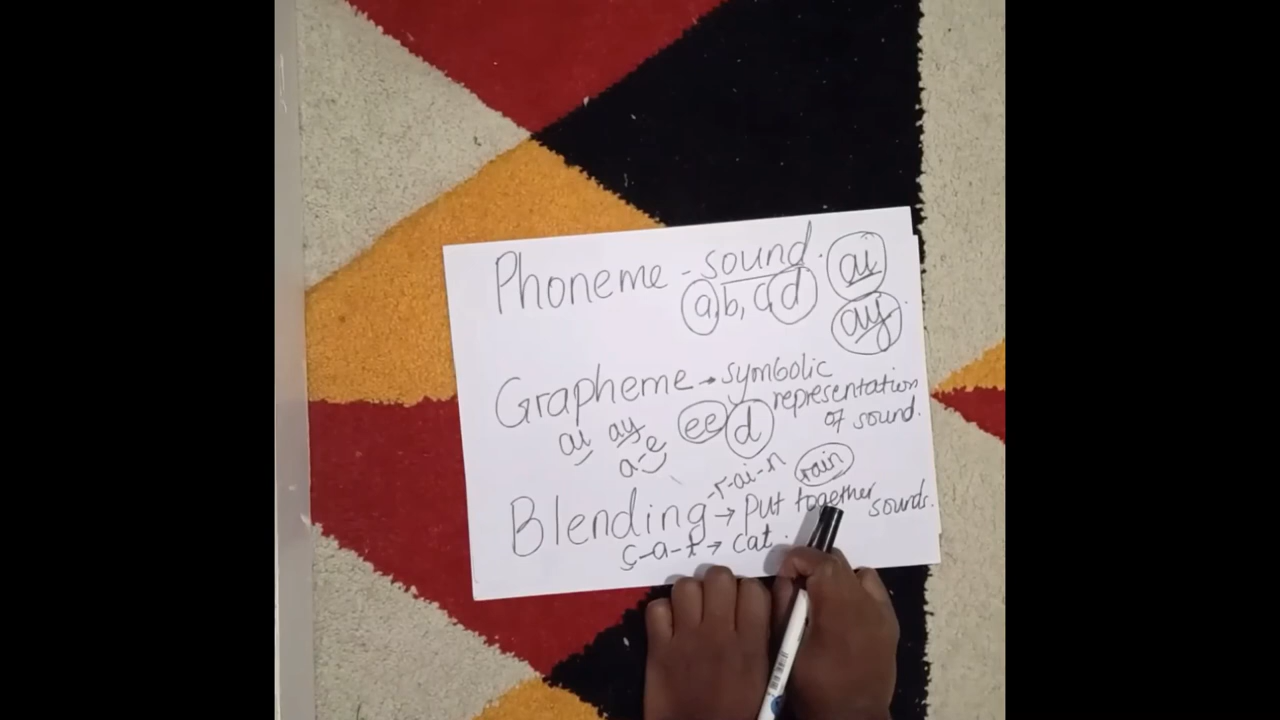 Phoneme - sound. ai
a, b, c, d ay
Grapheme → symbolic
representation
of sound.
ai ay ee d
a-e
- r-ai-n rain
Blending → Put together sounds.
c-a-t → cat.